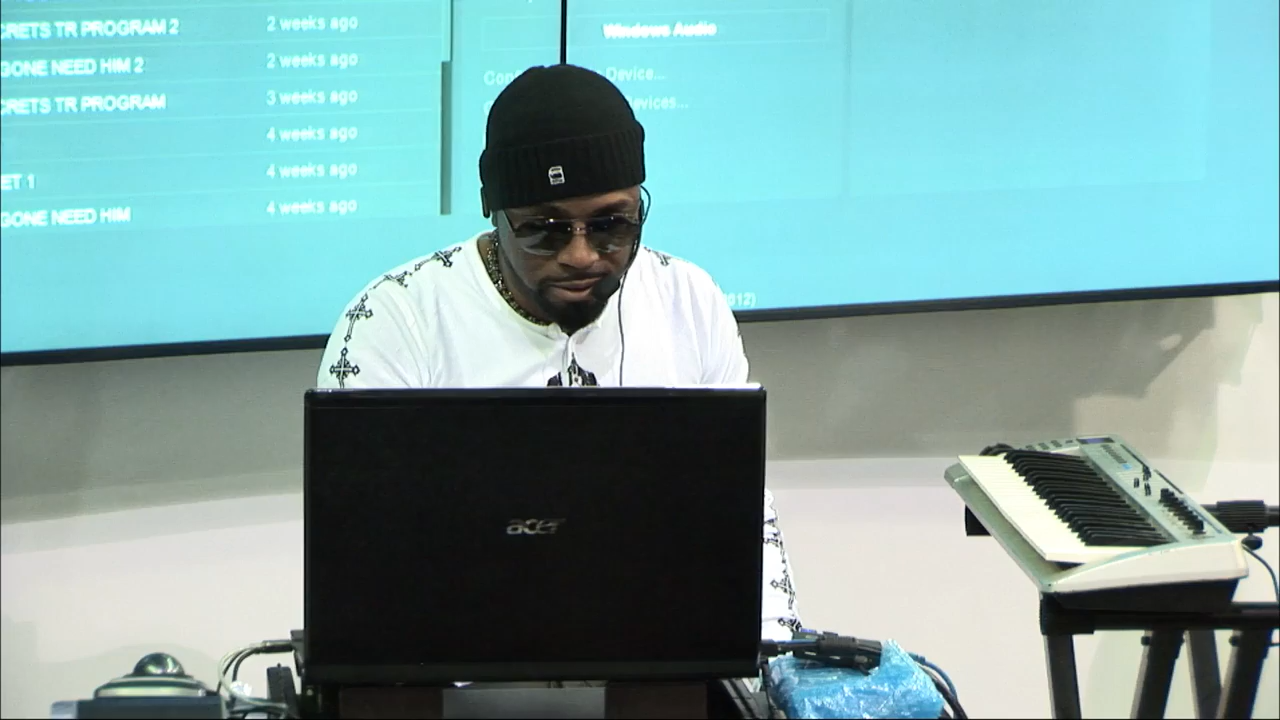 CRETS TR PROGRAM 2 2 weeks ago
GONE NEED HIM 2 2 weeks ago
CRETS TR PROGRAM 3 weeks ago
4 weeks ago
ET 1 4 weeks ago
GONE NEED HIM 4 weeks ago
Windows Audio
Device...
evices...
012)
acer